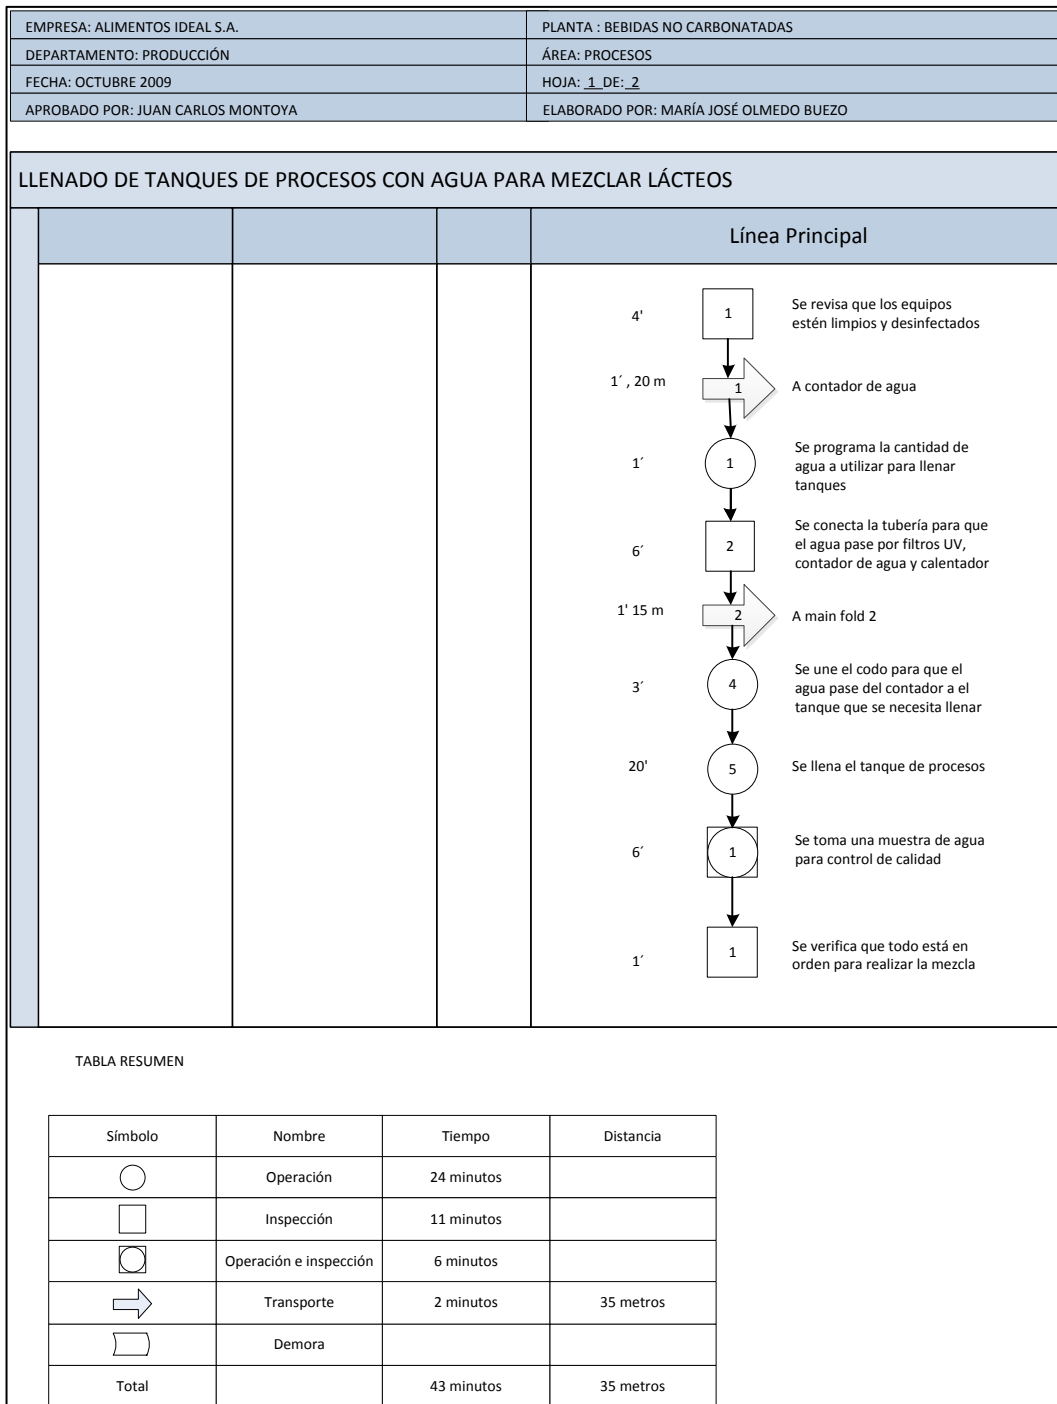 EMPRESA: ALIMENTOS IDEAL S.A.
PLANTA : BEBIDAS NO CARBONATADAS
DEPARTAMENTO: PRODUCCIÓN
ÁREA: PROCESOS
FECHA: OCTUBRE 2009
HOJA: 1 DE: 2
APROBADO POR: JUAN CARLOS MONTOYA
ELABORADO POR: MARÍA JOSÉ OLMEDO BUEZO
LLENADO DE TANQUES DE PROCESOS CON AGUA PARA MEZCLAR LÁCTEOS
Línea Principal
4'
1
Se revisa que los equipos
estén limpios y desinfectados
1´ , 20 m
1
A contador de agua
1´
1
Se programa la cantidad de
agua a utilizar para llenar
tanques
6´
2
Se conecta la tubería para que
el agua pase por filtros UV,
contador de agua y calentador
1' 15 m
2
A main fold 2
3´
4
Se une el codo para que el
agua pase del contador a el
tanque que se necesita llenar
20'
5
Se llena el tanque de procesos
6´
1
Se toma una muestra de agua
para control de calidad
1´
1
Se verifica que todo está en
orden para realizar la mezcla
TABLA RESUMEN
Símbolo Nombre Tiempo Distancia
Operación 24 minutos
Inspección 11 minutos
Operación e inspección 6 minutos
Transporte 2 minutos 35 metros
Demora
Total 43 minutos 35 metros